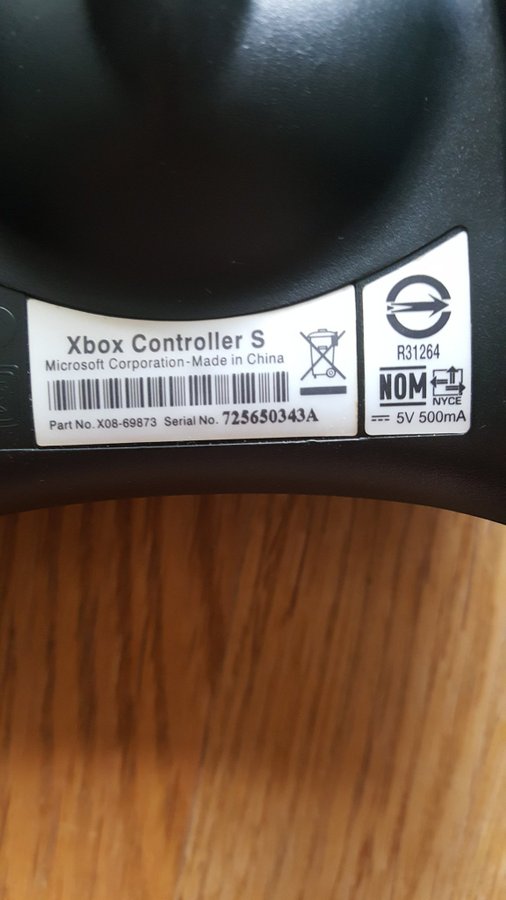 Xbox Controller S
Microsoft Corporation-Made in China
Part No. X08-69873 Serial No. 725650343A
R31264
NOM
NYCE
5V 500mA